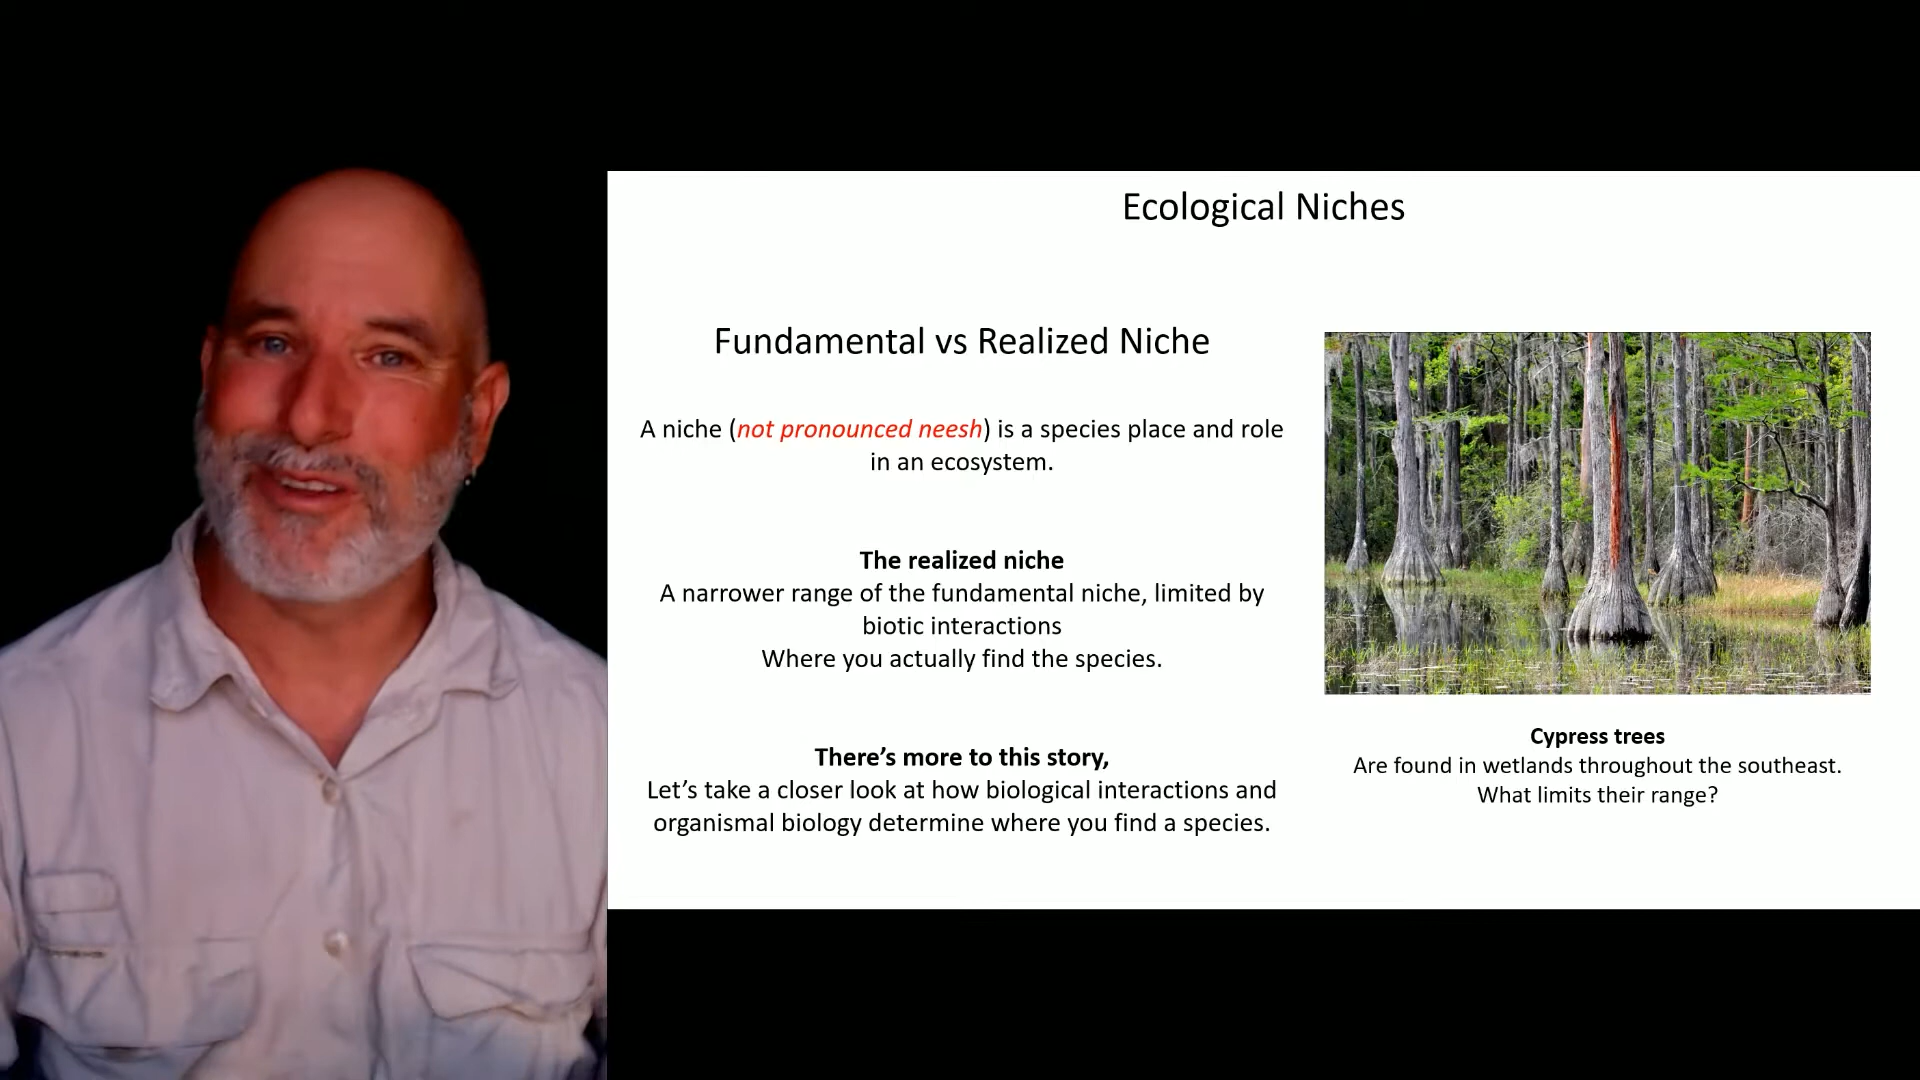 Ecological Niches
Fundamental vs Realized Niche
A niche (not pronounced neesh) is a species place and role
in an ecosystem.
The realized niche
A narrower range of the fundamental niche, limited by
biotic interactions
Where you actually find the species.
There’s more to this story,
Let’s take a closer look at how biological interactions and
organismal biology determine where you find a species.
Cypress trees
Are found in wetlands throughout the southeast.
What limits their range?